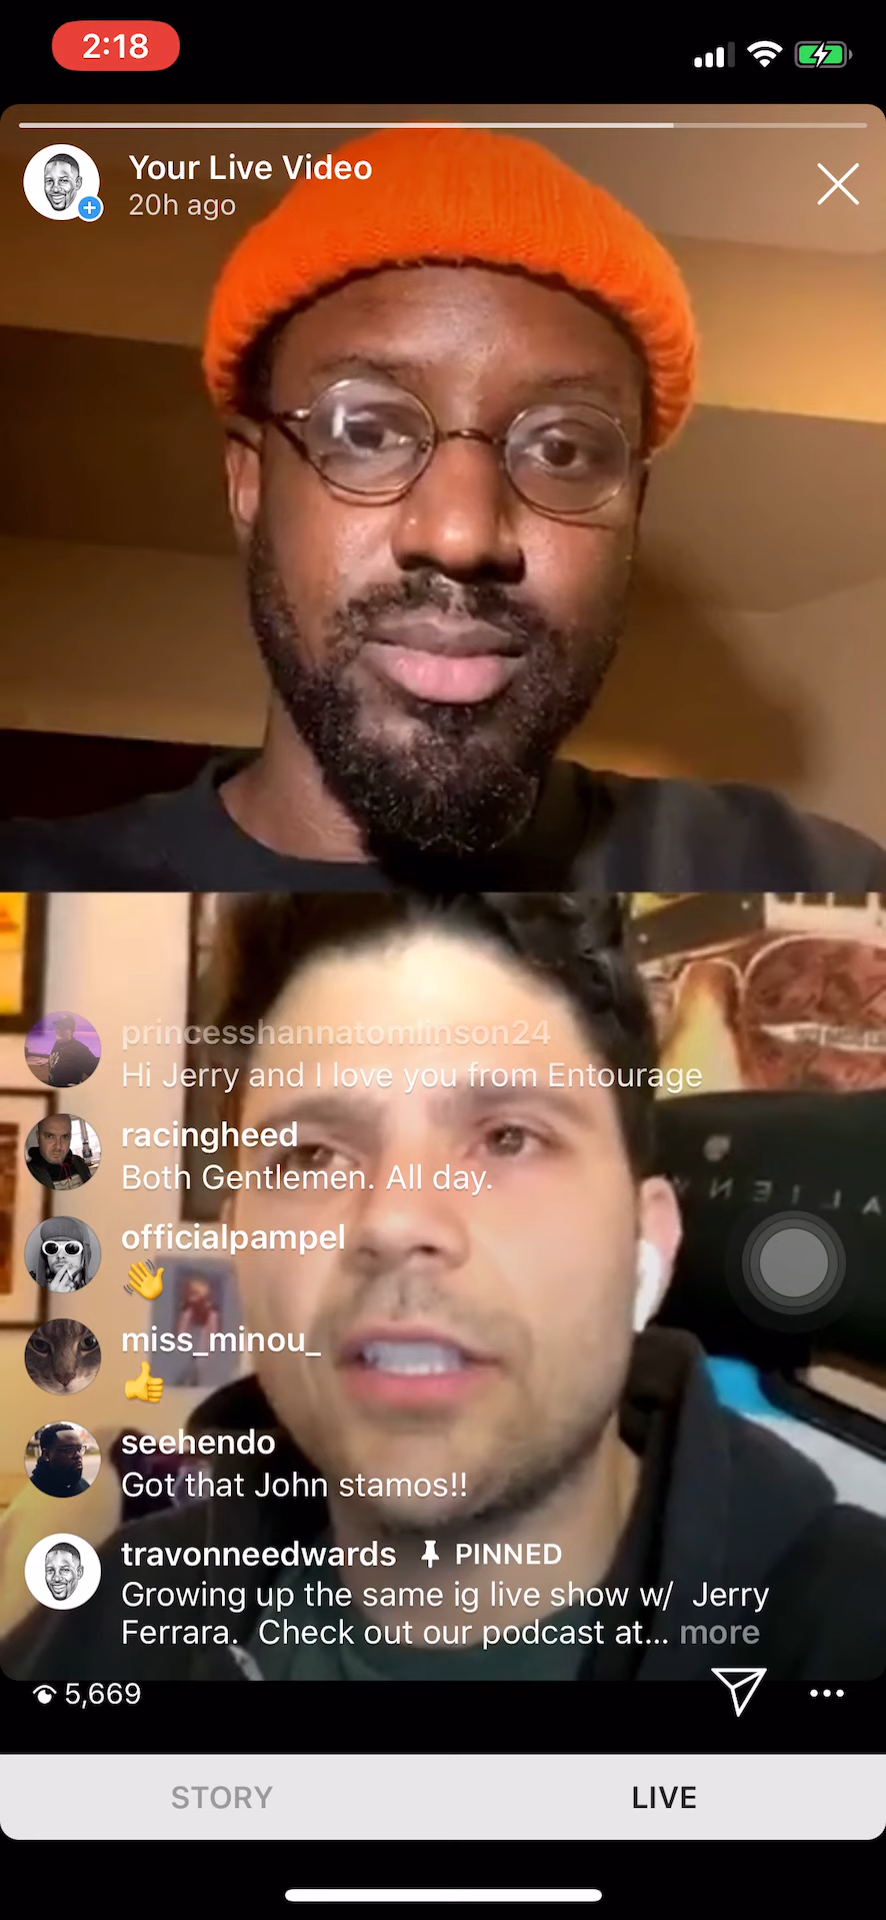 2:18
Your Live Video
20h ago
princesshannatomlinson24
Hi Jerry and I love you from Entourage
racingheed
Both Gentlemen. All day.
officialpampel
👋
miss_minou_
👍
seehendo
Got that John stamos!!
travonneedwards PINNED
Growing up the same ig live show w/ Jerry
Ferrara. Check out our podcast at... more
5,669
STORY
LIVE